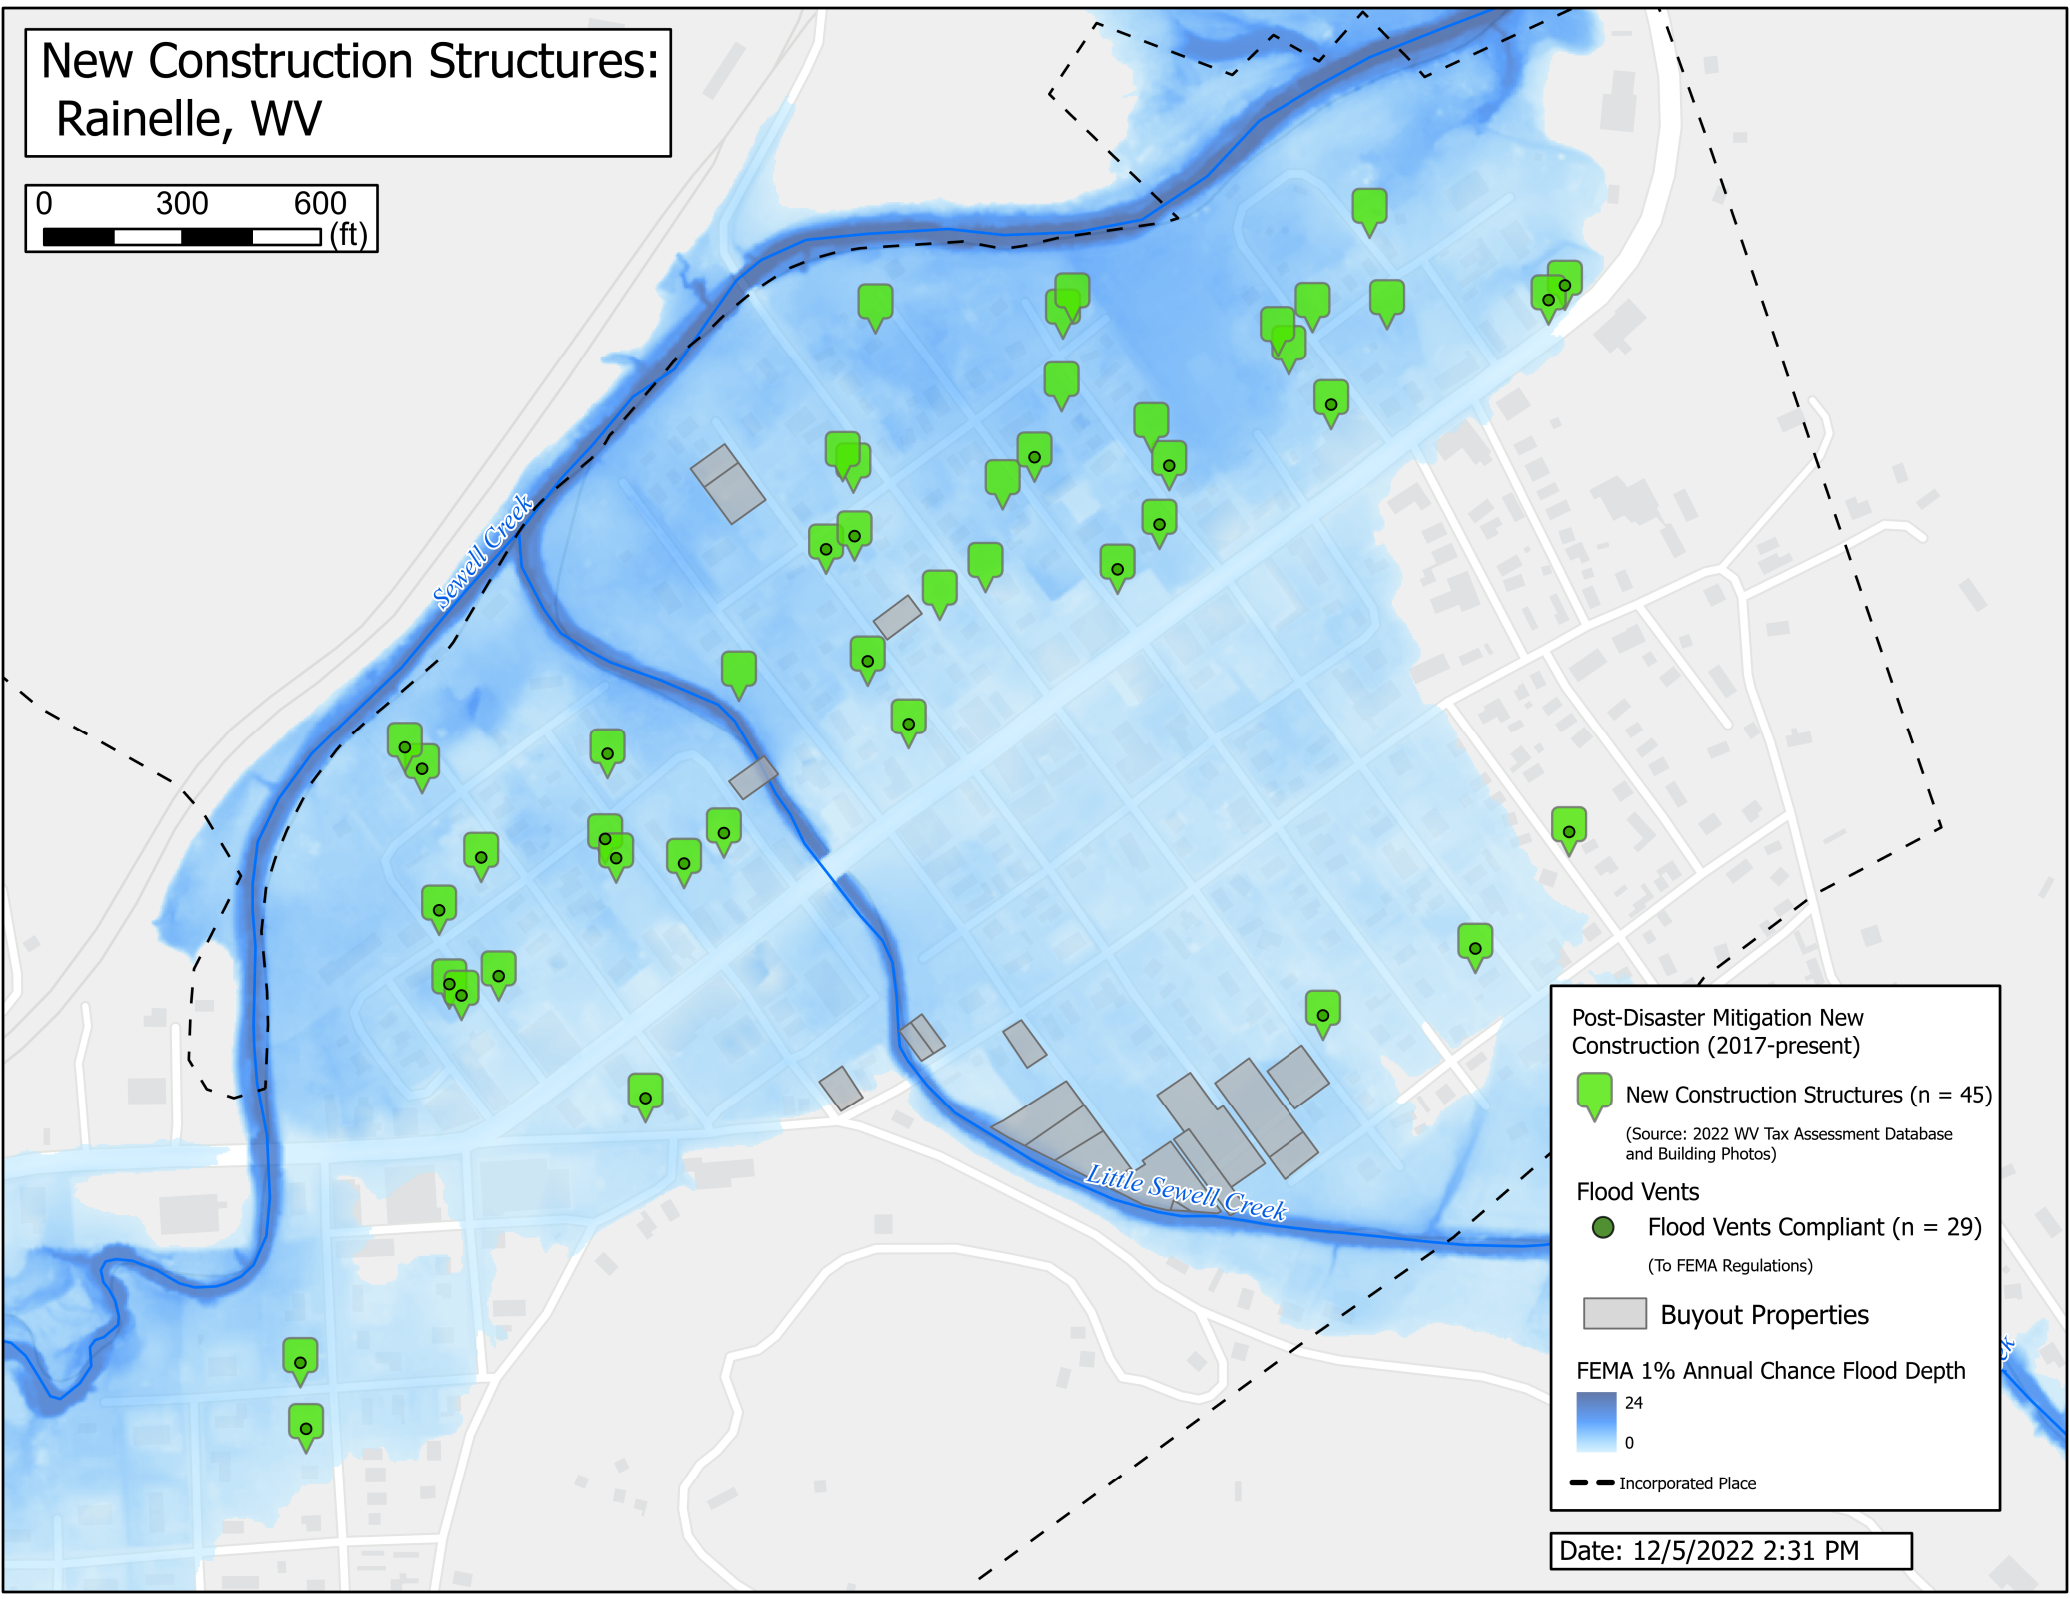 New Construction Structures:
Rainelle, WV
0 300 600
(ft)
Sewell Creek
Little Sewell Creek
Post-Disaster Mitigation New
Construction (2017-present)
New Construction Structures (n = 45)
(Source: 2022 WV Tax Assessment Database
and Building Photos)
Flood Vents
Flood Vents Compliant (n = 29)
(To FEMA Regulations)
Buyout Properties
FEMA 1% Annual Chance Flood Depth
24
0
Incorporated Place
Date: 12/5/2022 2:31 PM